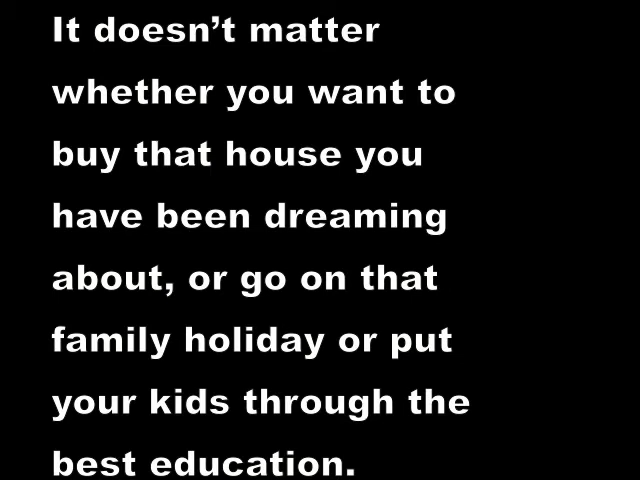 It doesn’t matter
whether you want to
buy that house you
have been dreaming
about, or go on that
family holiday or put
your kids through the
best education.